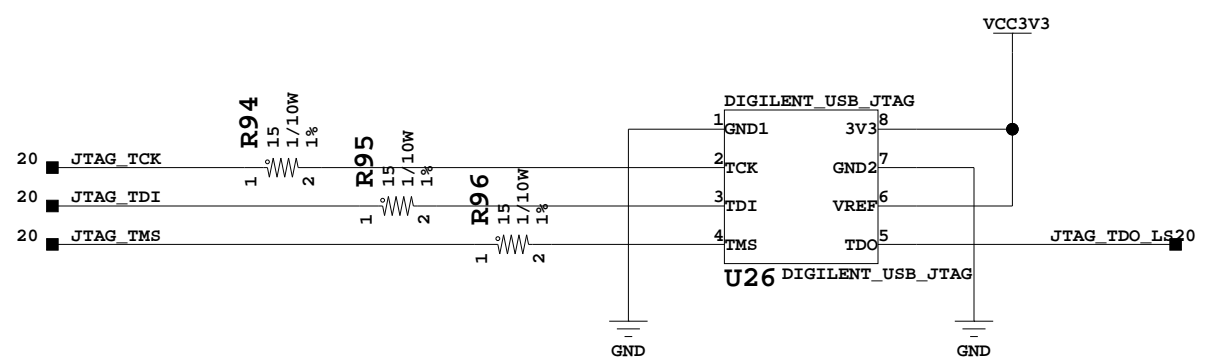 VCC3V3
DIGILENT_USB_JTAG
R94
15
1/10W
1%
1
2
R95
15
1/10W
1%
1
2
R96
15
1/10W
1%
1
2
20 JTAG_TCK
20 JTAG_TDI
20 JTAG_TMS
1 GND1 3V3 8
2 TCK GND2 7
3 TDI VREF 6
4 TMS TDO 5
JTAG_TDO_LS20
U26 DIGILENT_USB_JTAG
GND
GND